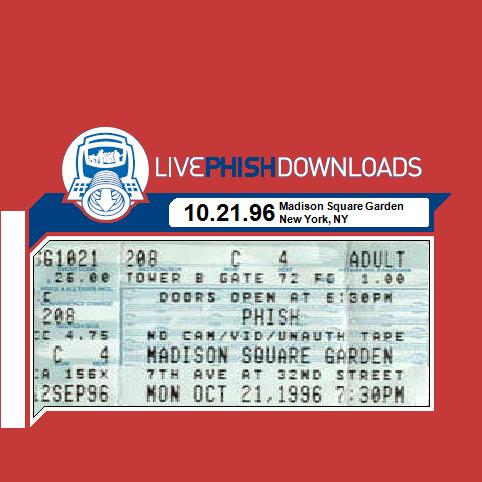 LIVEPHISHDOWNLOADS
10.21.96 Madison Square Garden
New York, NY
G1021 208 C 4 ADULT
26.00 TOWER B GATE 72 FG 1.00
C DOORS OPEN AT 6:30PM
208 PHISH
4.75 NO CAM/VID/UNAUTH TAPE
C 4 MADISON SQUARE GARDEN
A 156X 7TH AVE AT 32ND STREET
12SEP96 MON OCT 21,1996 7:30PM